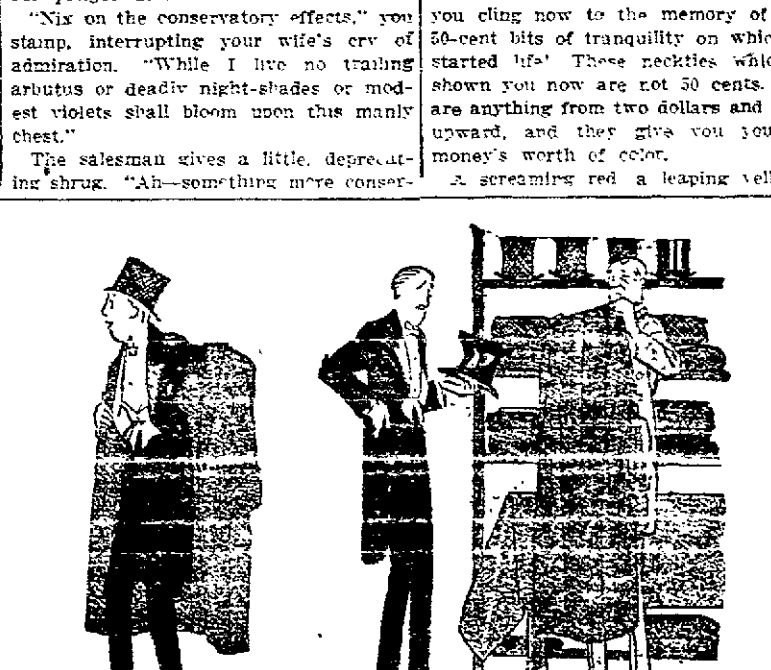 "Nix on the conservatory effects," you
stamp, interrupting your wife's cry of
admiration. "While I live no trailing
arbutus or deadly night-shades or mod-
est violets shall bloom upon this manly
chest."
The salesman gives a little, deprecat-
ing shrug. "Ah—something more conser-
you cling now to the memory of
50-cent bits of tranquility on whic
started life! These neckties whic
shown you now are not 50 cents.
are anything from two dollars and
upward, and they give you you
money's worth of color.
A screaming red a leaping yell